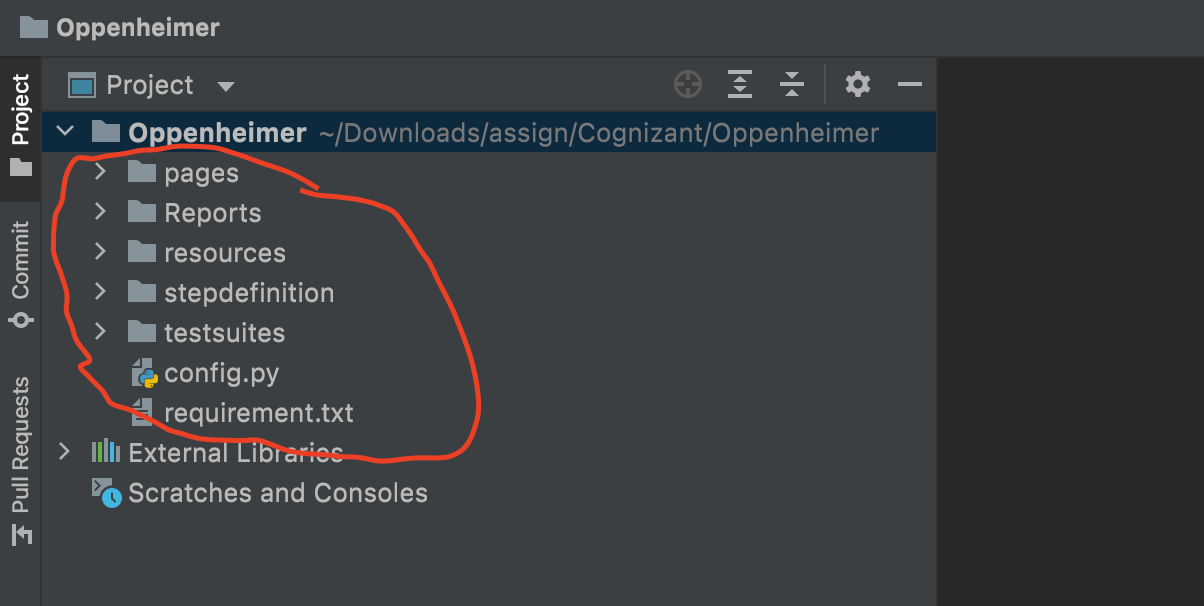 Oppenheimer
Project
Project
Oppenheimer ~/Downloads/assign/Cognizant/Oppenheimer
pages
Reports
resources
stepdefinition
testsuites
config.py
requirement.txt
External Libraries
Scratches and Consoles
Commit
Pull Requests